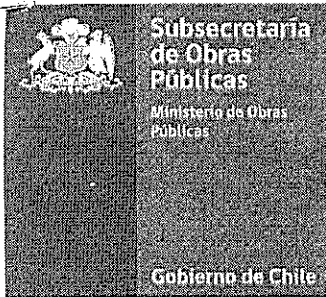 Subsecretaría
de Obras
Públicas
Ministerio de Obras
Públicas
Gobierno de Chile